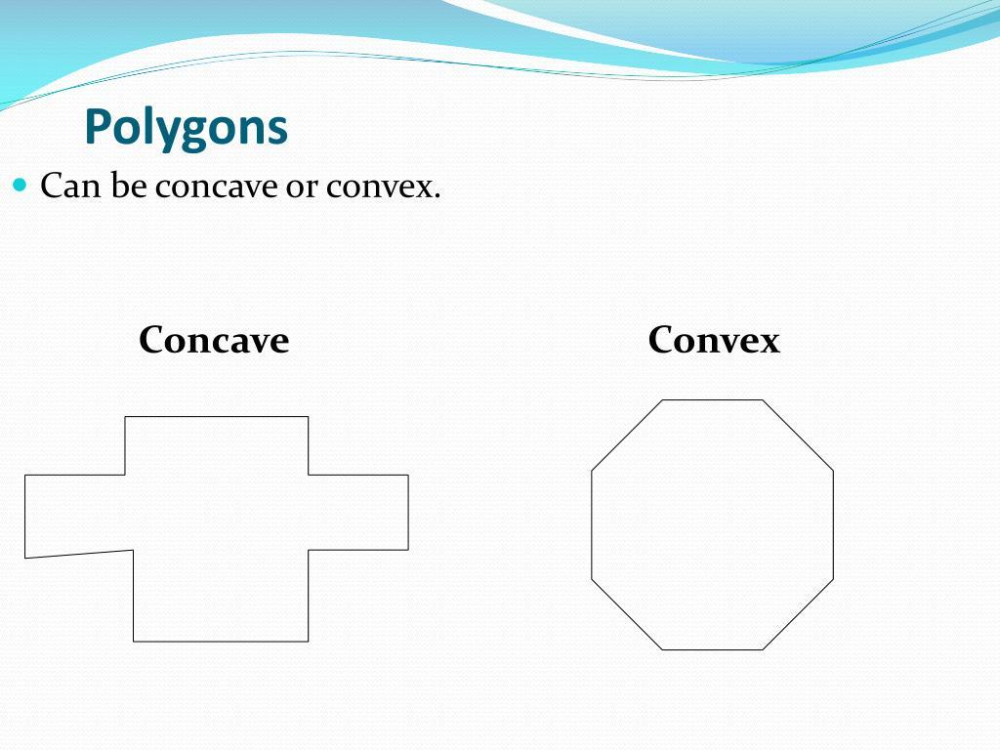 Polygons
Can be concave or convex.
Concave
Convex